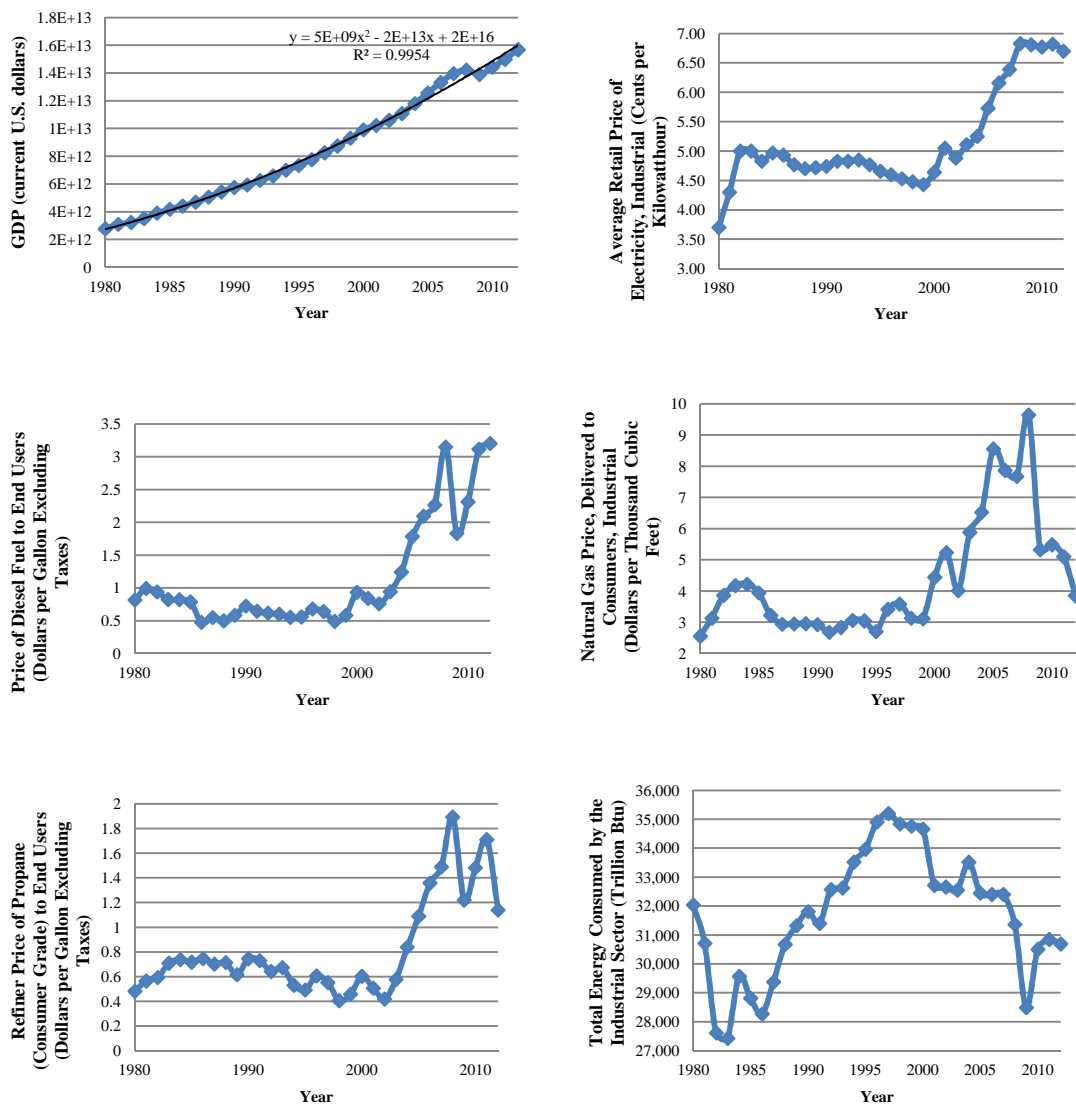 GDP (current U.S. dollars)
1.8E+13
1.6E+13
1.4E+13
1.2E+13
1E+13
8E+12
6E+12
4E+12
2E+12
0
y = 5E+09x² - 2E+13x + 2E+16
R² = 0.9954
1980 1985 1990 1995 2000 2005 2010
Year
Average Retail Price of
Electricity, Industrial (Cents per
Kilowatthour)
7.00
6.50
6.00
5.50
5.00
4.50
4.00
3.50
3.00
1980 1990 2000 2010
Year
Price of Diesel Fuel to End Users
(Dollars per Gallon Excluding
Taxes)
3.5
3
2.5
2
1.5
1
0.5
0
1980 1990 2000 2010
Year
Natural Gas Price, Delivered to
Consumers, Industrial
(Dollars per Thousand Cubic
Feet)
10
9
8
7
6
5
4
3
2
1980 1985 1990 1995 2000 2005 2010
Year
Refiner Price of Propane
(Consumer Grade) to End Users
(Dollars per Gallon Excluding
Taxes)
2
1.8
1.6
1.4
1.2
1
0.8
0.6
0.4
0.2
0
1980 1990 2000 2010
Year
Total Energy Consumed by the
Industrial Sector (Trillion Btu)
36,000
35,000
34,000
33,000
32,000
31,000
30,000
29,000
28,000
27,000
1980 1985 1990 1995 2000 2005 2010
Year